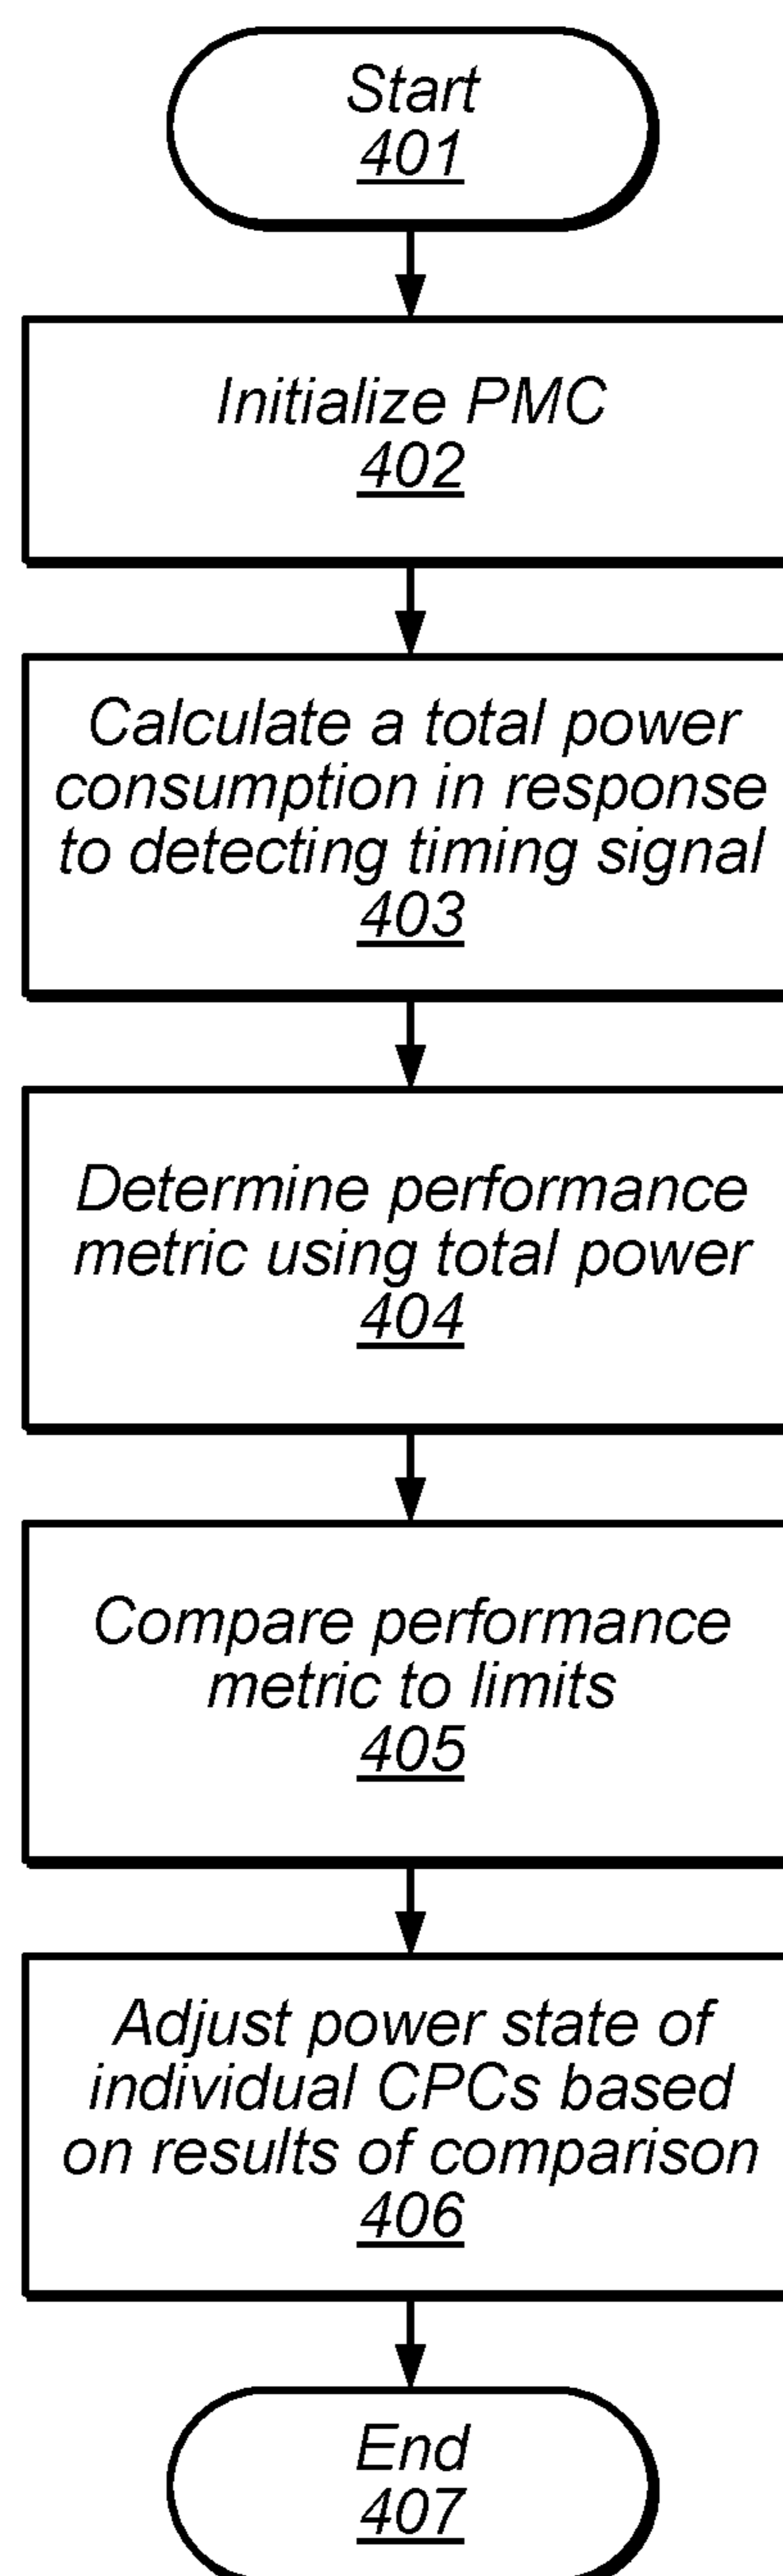 Start
401
Initialize PMC
402
Calculate a total power
consumption in response
to detecting timing signal
403
Determine performance
metric using total power
404
Compare performance
metric to limits
405
Adjust power state of
individual CPCs based
on results of comparison
406
End
407